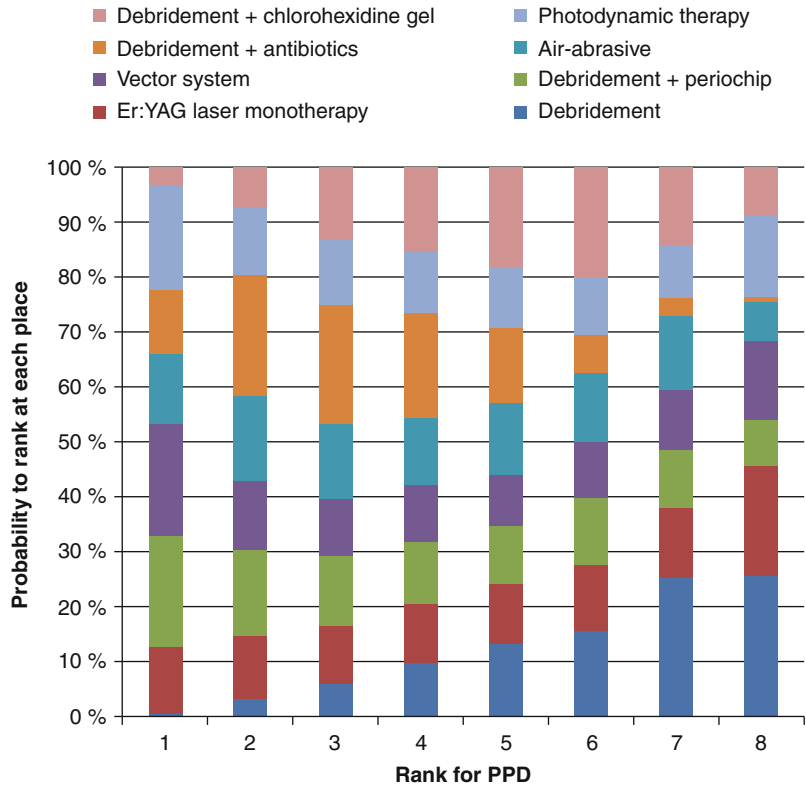 Debridement + chlorohexidine gel
Debridement + antibiotics
Vector system
Er:YAG laser monotherapy
Photodynamic therapy
Air-abrasive
Debridement + periochip
Debridement
Probability to rank at each place
100 %
90 %
80 %
70 %
60 %
50 %
40 %
30 %
20 %
10 %
0 %
1 2 3 4 5 6 7 8
Rank for PPD